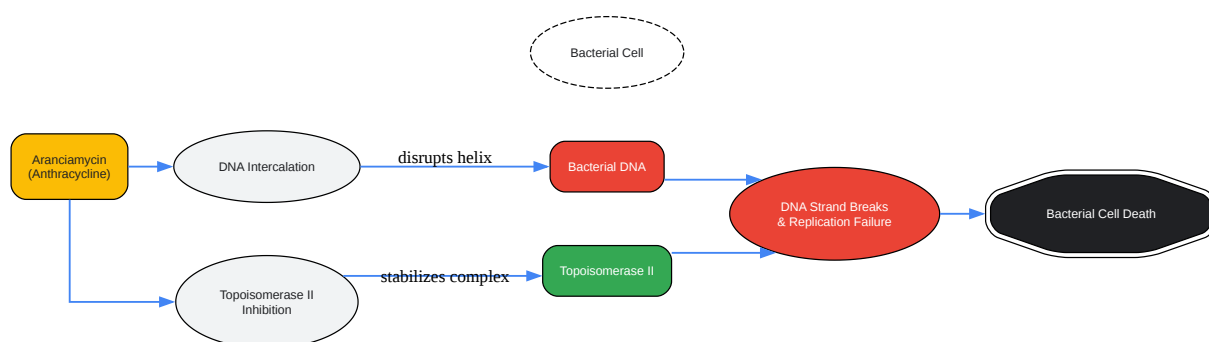 Bacterial Cell
Aranciamycin
(Anthracycline)
DNA Intercalation
disrupts helix
Bacterial DNA
DNA Strand Breaks
& Replication Failure
Bacterial Cell Death
Topoisomerase II
Inhibition
stabilizes complex
Topoisomerase II